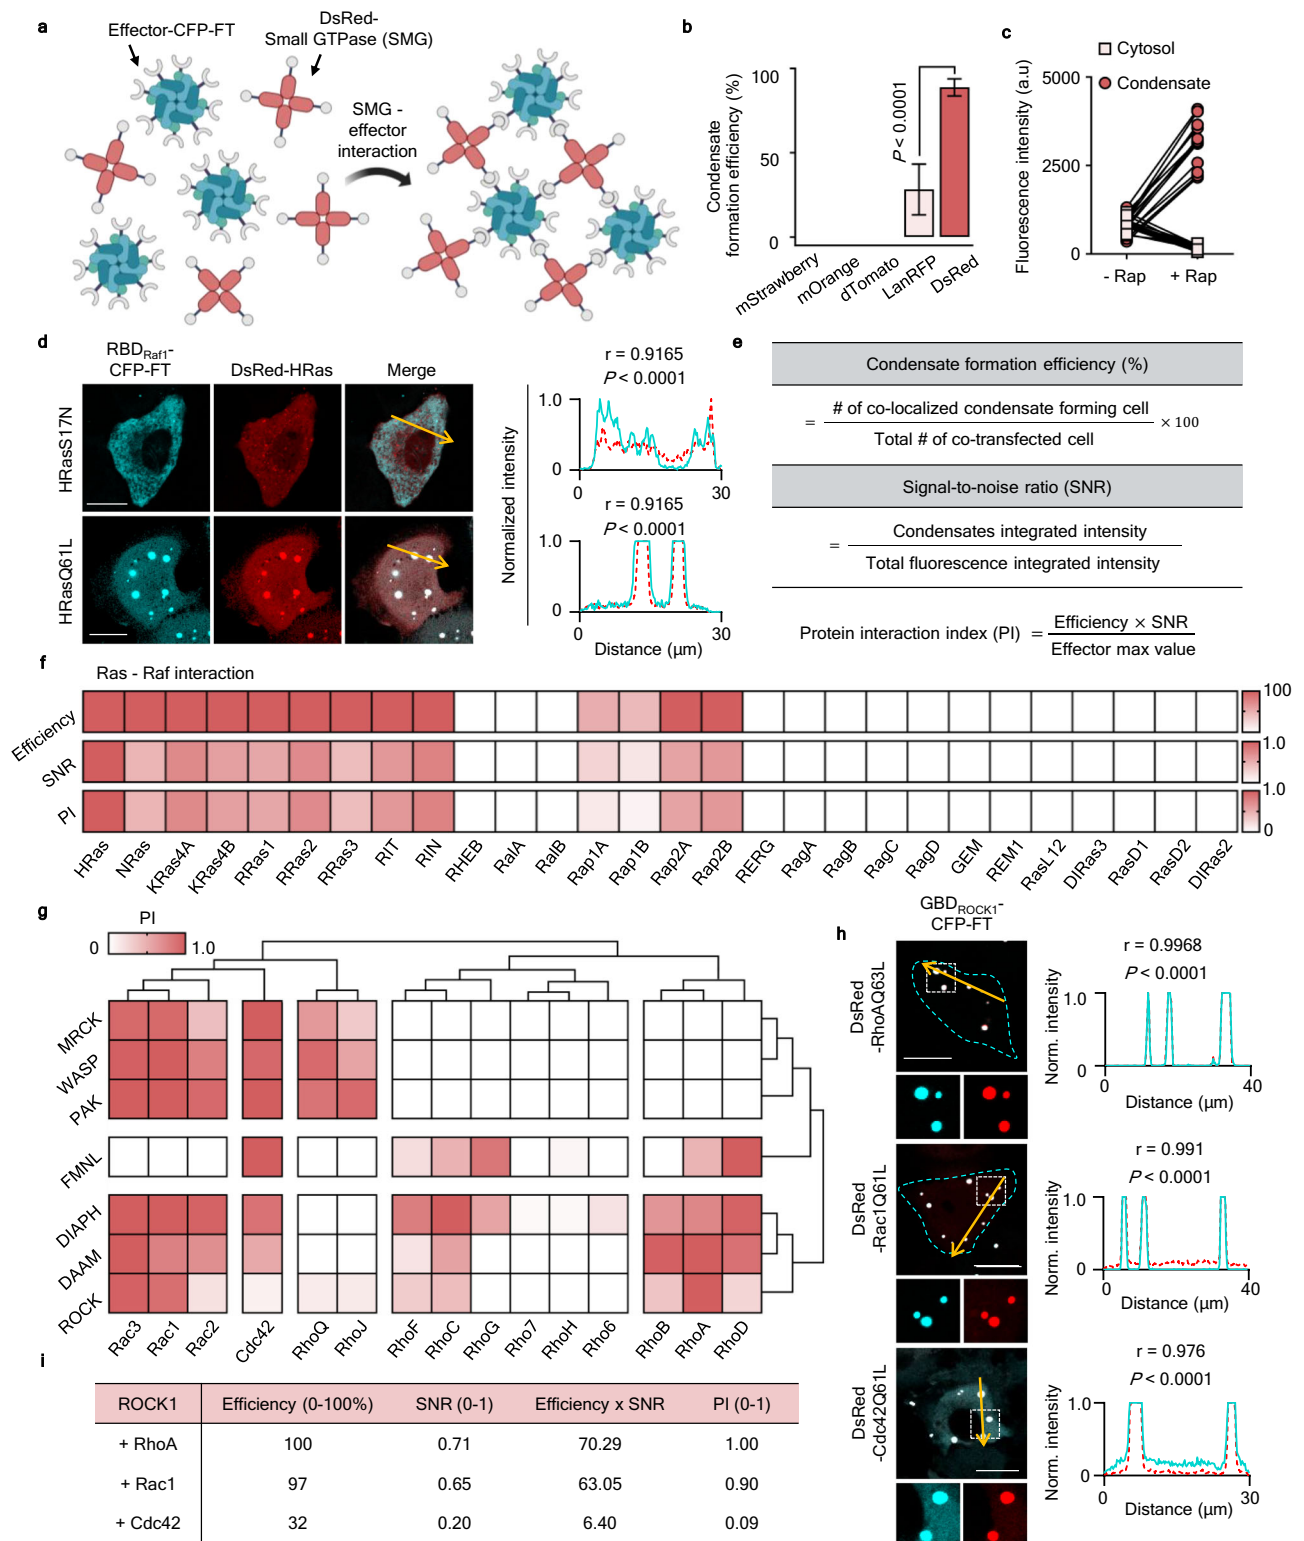 a
Effector-CFP-FT
DsRed-
Small GTPase (SMG)
SMG -
effector
interaction
b
Condensate
formation efficiency (%)
100
50
0
P < 0.0001
mStrawberry
mOrange
dTomato
LanRFP
DsRed
c
Cytosol
Condensate
Fluorescence intensity (a.u)
5000
2500
0
- Rap
+ Rap
d
RBDRaf1-
CFP-FT
DsRed-HRas
Merge
HRasS17N
HRasQ61L
Normalized intensity
r = 0.9165
P < 0.0001
1.0
0
0
30
r = 0.9165
P < 0.0001
1.0
0
0
30
Distance (µm)
e
Condensate formation efficiency (%)
= # of co-localized condensate forming cell
Total # of co-transfected cell
× 100
Signal-to-noise ratio (SNR)
= Condensates integrated intensity
Total fluorescence integrated intensity
Protein interaction index (PI) = Efficiency × SNR
Effector max value
f
Ras - Raf interaction
Efficiency
SNR
PI
100
0
1.0
0
1.0
0
HRas
NRas
KRas4A
KRas4B
RRas1
RRas2
RRas3
RIT
RIN
RHEB
RalA
RalB
Rap1A
Rap1B
Rap2A
Rap2B
RERG
RagA
RagB
RagC
RagD
GEM
REM1
RasL12
DIRas3
RasD1
RasD2
DIRas2
g
PI
0
1.0
MRCK
WASP
PAK
FMNL
DIAPH
DAAM
ROCK
Rac3
Rac1
Rac2
Cdc42
RhoQ
RhoJ
RhoF
RhoC
RhoG
Rho7
RhoH
Rho6
RhoB
RhoA
RhoD
h
GBDROCK1-
CFP-FT
DsRed
-RhoAQ63L
r = 0.9968
P < 0.0001
Norm. intensity
1.0
0
0
40
Distance (µm)
DsRed
-Rac1Q61L
r = 0.991
P < 0.0001
Norm. intensity
1.0
0
0
40
Distance (µm)
DsRed
-Cdc42Q61L
r = 0.976
P < 0.0001
Norm. intensity
1.0
0
0
30
Distance (µm)
i
ROCK1 Efficiency (0-100%) SNR (0-1) Efficiency x SNR PI (0-1)
+ RhoA 100 0.71 70.29 1.00
+ Rac1 97 0.65 63.05 0.90
+ Cdc42 32 0.20 6.40 0.09